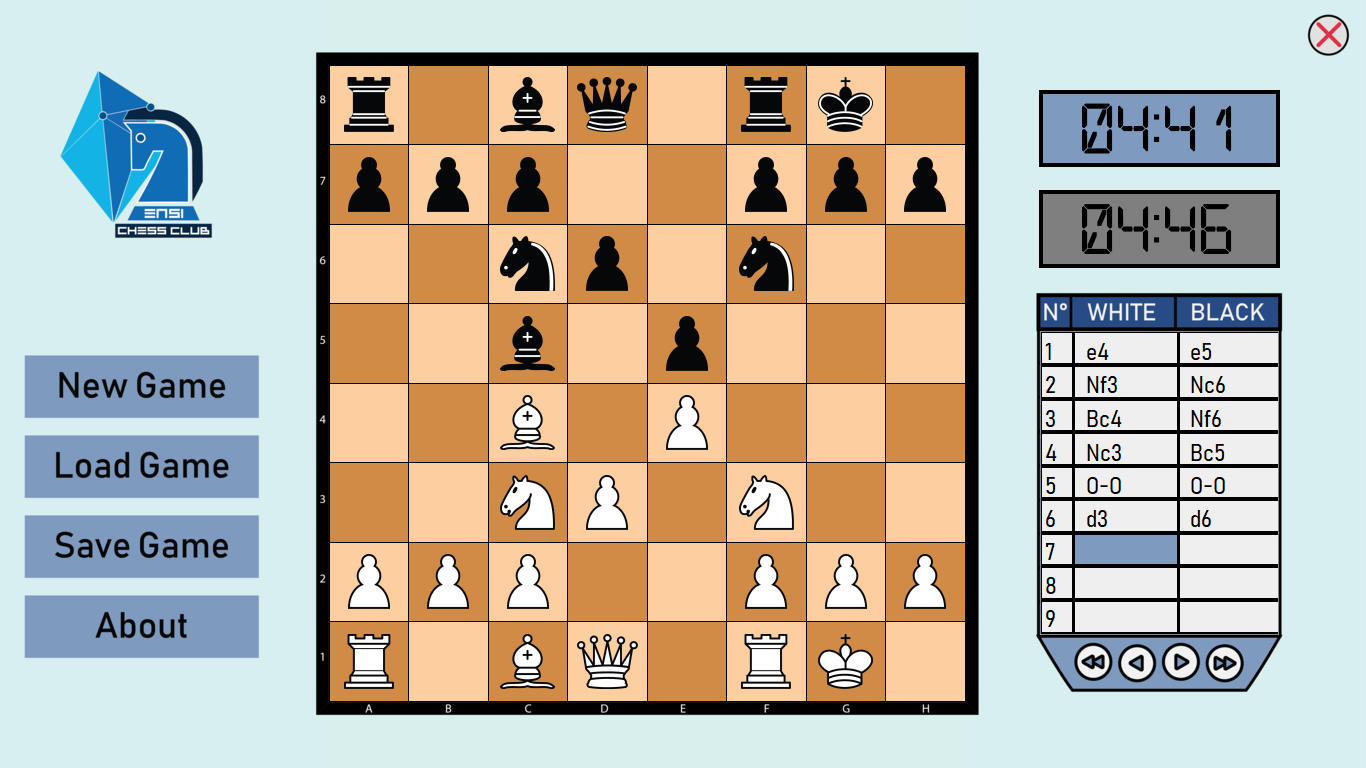 ENSI
CHESS CLUB
New Game
Load Game
Save Game
About
8
7
6
5
4
3
2
1
A B C D E F G H
04:41
04:46
N° WHITE BLACK
1 e4 e5
2 Nf3 Nc6
3 Bc4 Nf6
4 Nc3 Bc5
5 O-O O-O
6 d3 d6
7
8
9